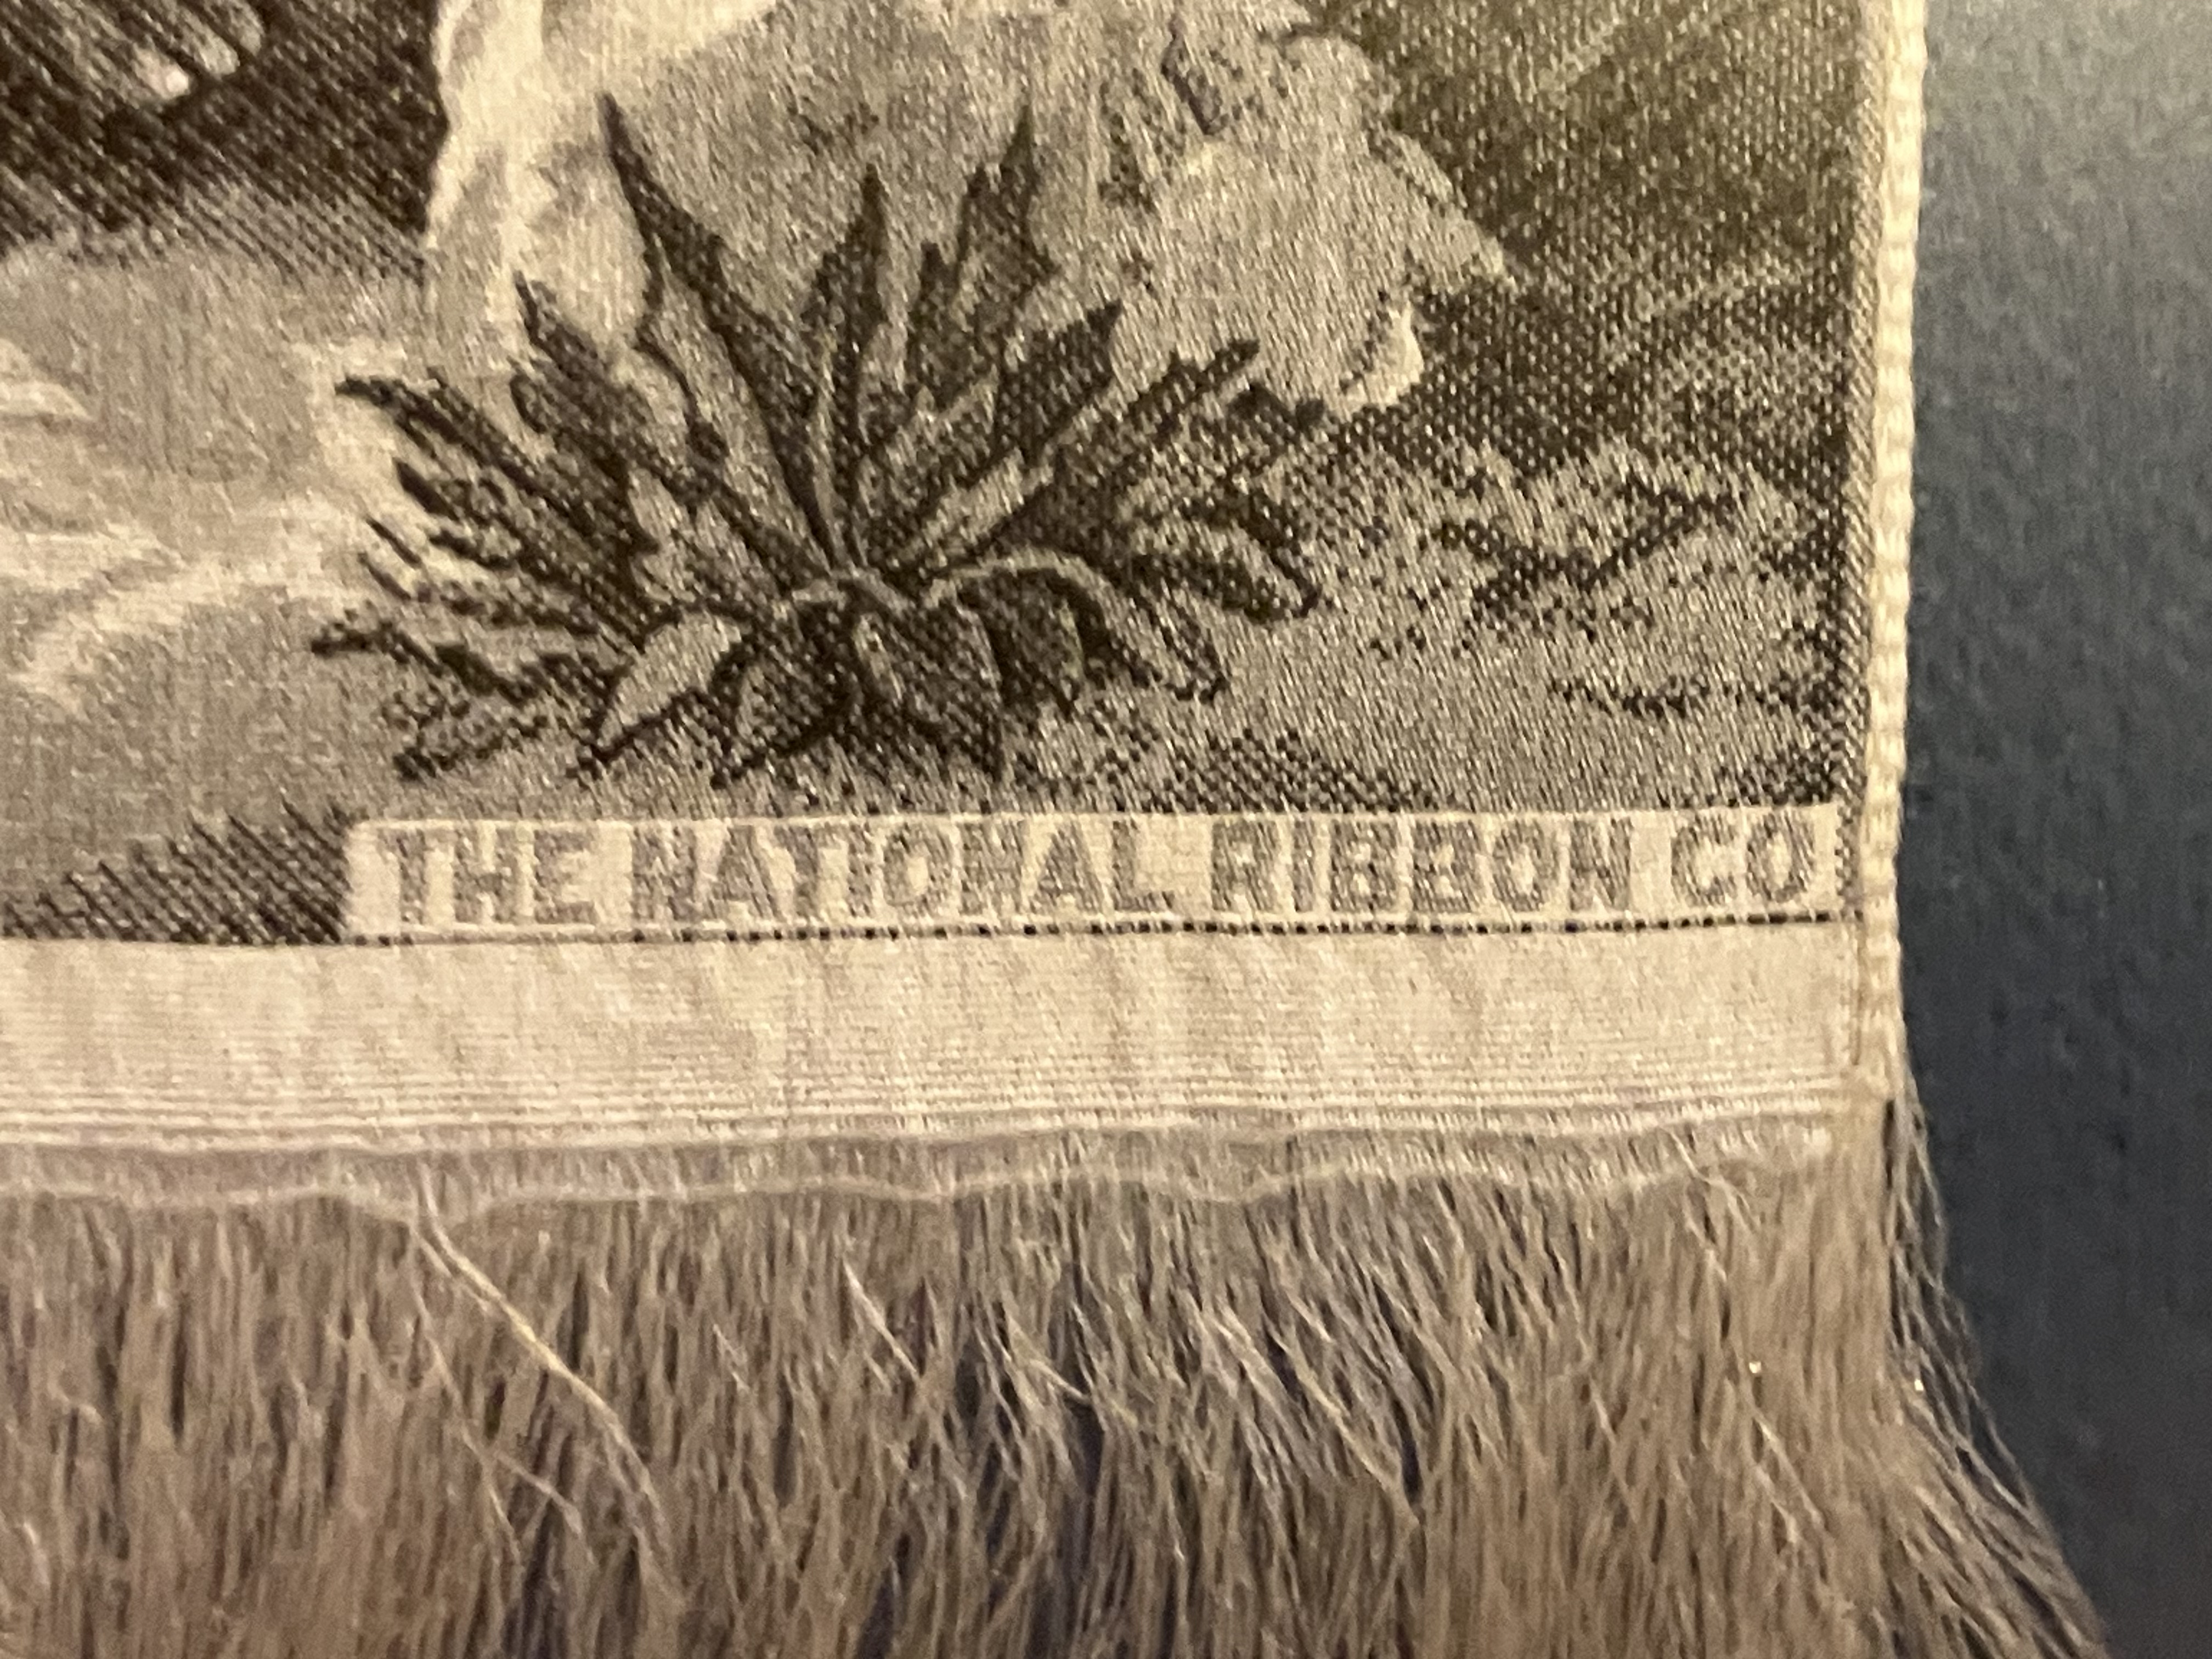 THE NATIONAL RIBBON CO